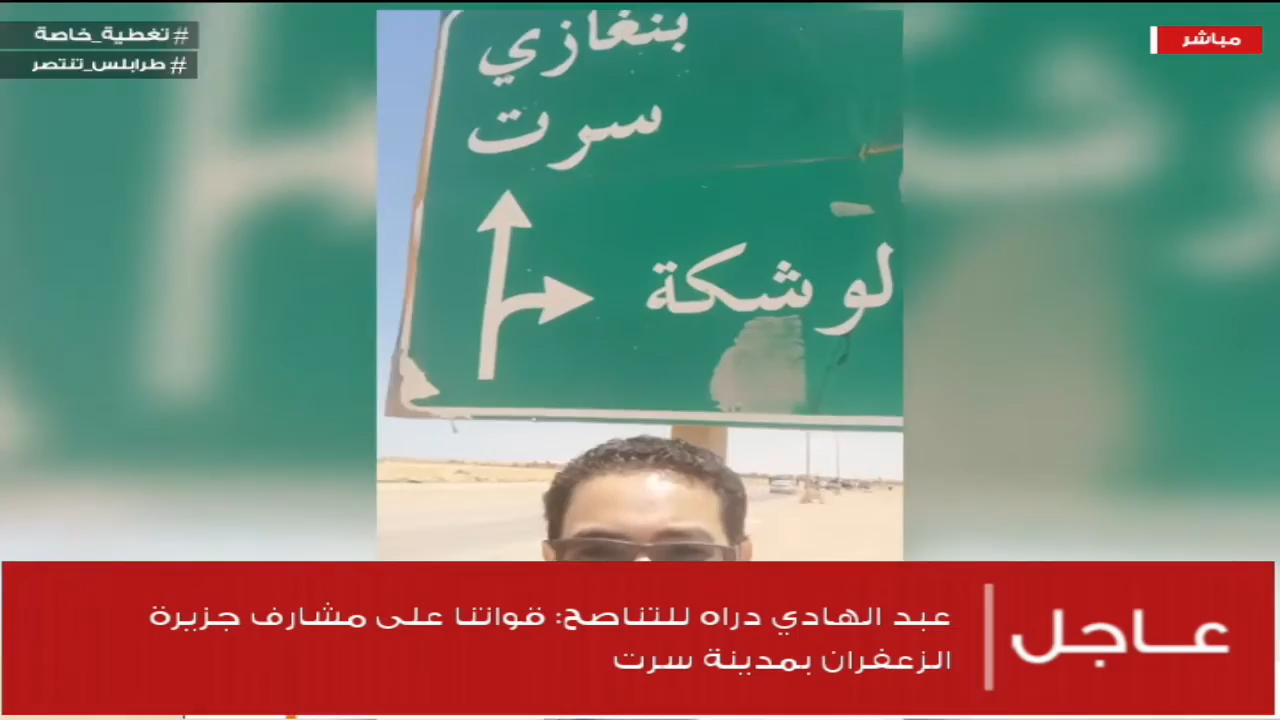 #تغطية_خاصة
#طرابلس_تنتصر
مباشر
بنغازي
سرت
لوشكة
عاجل
عبد الهادي دراه للتناصح: قواتنا على مشارف جزيرة
الزعفران بمدينة سرت